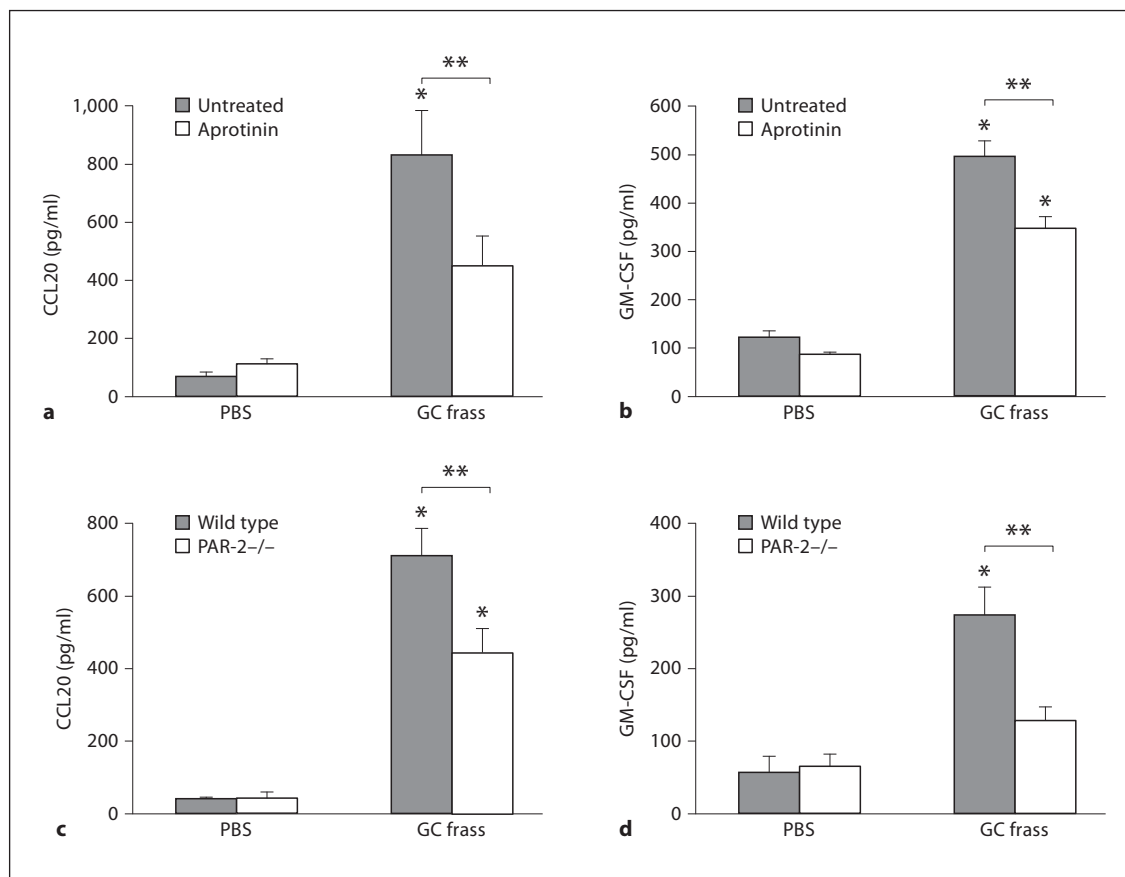 **
1,000
800
600
400
200
0
CCL20 (pg/ml)
Untreated
Aprotinin
*
PBS
GC frass
a
**
600
500
400
300
200
100
0
GM-CSF (pg/ml)
Untreated
Aprotinin
*
*
PBS
GC frass
b
**
800
600
400
200
0
CCL20 (pg/ml)
Wild type
PAR-2–/–
*
*
PBS
GC frass
c
**
400
300
200
100
0
GM-CSF (pg/ml)
Wild type
PAR-2–/–
*
PBS
GC frass
d